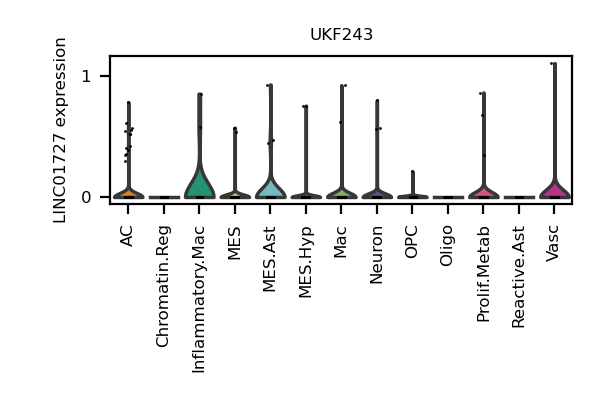 UKF243
LINC01727 expression
1
0
AC
Chromatin.Reg
Inflammatory.Mac
MES
MES.Ast
MES.Hyp
Mac
Neuron
OPC
Oligo
Prolif.Metab
Reactive.Ast
Vasc